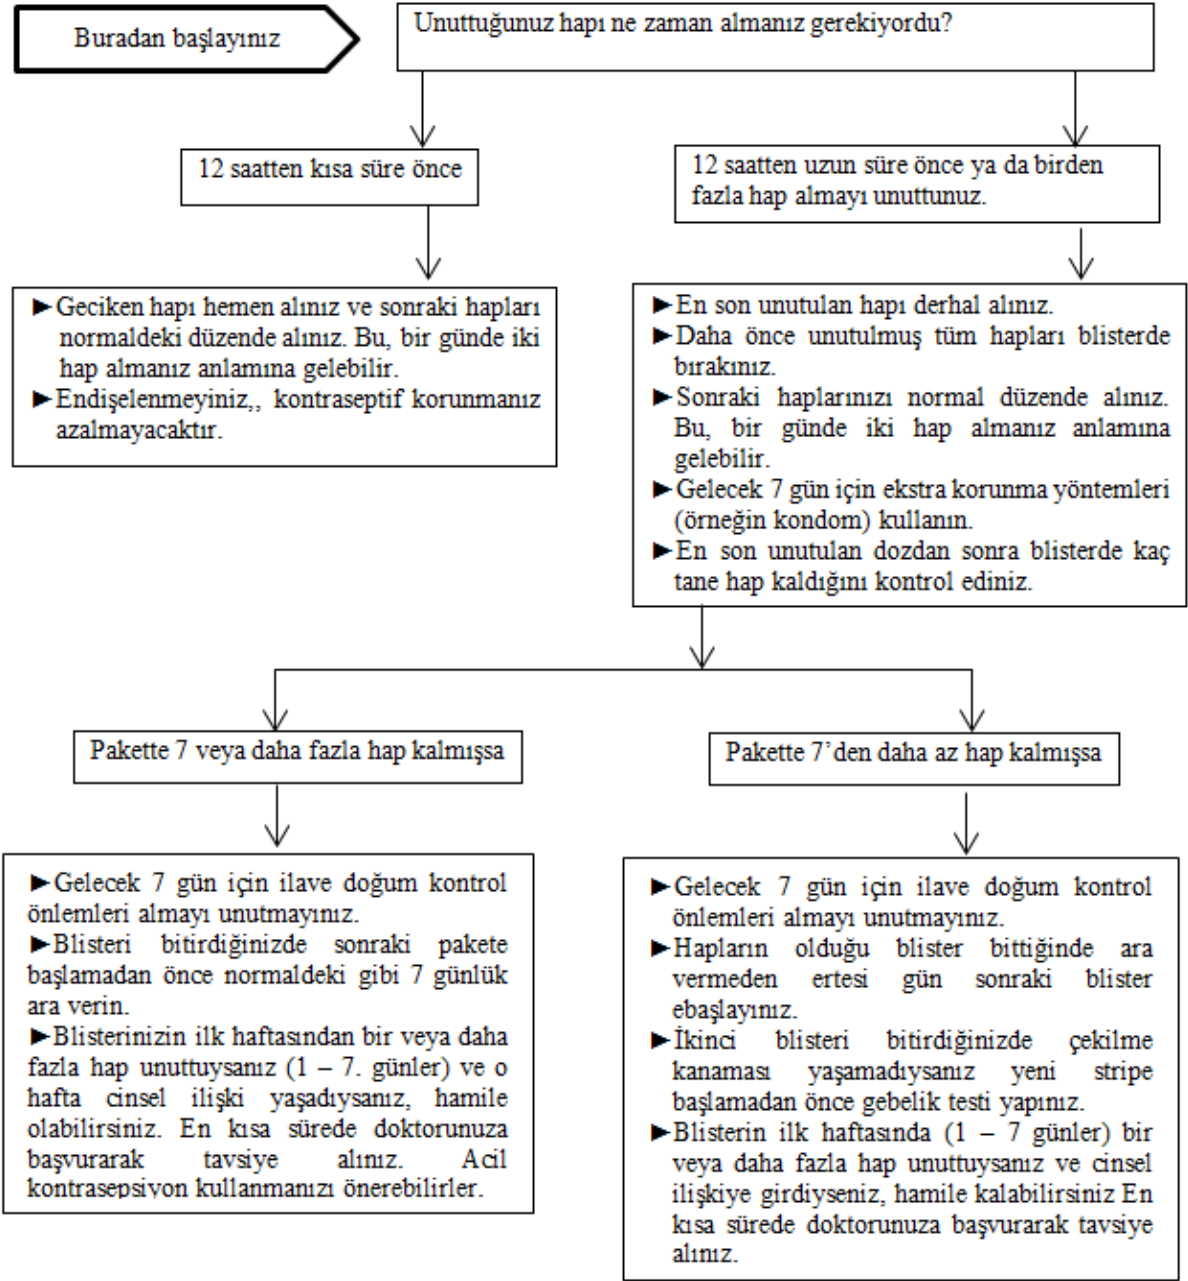 Buradan başlayınız
Unuttuğunuz hapı ne zaman almanız gerekiyordu?
12 saatten kısa süre önce
12 saatten uzun süre önce ya da birden
fazla hap almayı unuttunuz.
►Geciken hapı hemen alınız ve sonraki hapları
normaldeki düzende alınız. Bu, bir günde iki
hap almanız anlamına gelebilir.
►Endişelenmeyiniz,, kontraseptif korunmanız
azalmayacaktır.
►En son unutulan hapı derhal alınız.
►Daha önce unutulmuş tüm hapları blisterde
bırakınız.
►Sonraki haplarınızı normal düzende alınız.
Bu, bir günde iki hap almanız anlamına
gelebilir.
►Gelecek 7 gün için ekstra korunma yöntemleri
(örneğin kondom) kullanın.
►En son unutulan dozdan sonra blisterde kaç
tane hap kaldığını kontrol ediniz.
Pakette 7 veya daha fazla hap kalmışsa
Pakette 7’den daha az hap kalmışsa
►Gelecek 7 gün için ilave doğum kontrol
önlemleri almayı unutmayınız.
►Blisteri bitirdiğinizde sonraki pakete
başlamadan önce normaldeki gibi 7 günlük
ara verin.
►Blisterinizin ilk haftasından bir veya daha
fazla hap unuttuysanız (1 – 7. günler) ve o
hafta cinsel ilişki yaşadıysanız, hamile
olabilirsiniz. En kısa sürede doktorunuza
başvurarak tavsiye alınız. Acil
kontrasepsiyon kullanmanızı önerebilirler.
►Gelecek 7 gün için ilave doğum kontrol
önlemleri almayı unutmayınız.
►Hapların olduğu blister bittiğinde ara
vermeden ertesi gün sonraki blister
ebaşlayınız.
►İkinci blisteri bitirdiğinizde çekilme
kanaması yaşamadıysanız yeni stripe
başlamadan önce gebelik testi yapınız.
►Blisterin ilk haftasında (1 – 7 günler) bir
veya daha fazla hap unuttuysanız ve cinsel
ilişkiye girdiyseniz, hamile kalabilirsiniz En
kısa sürede doktorunuza başvurarak tavsiye
alınız.